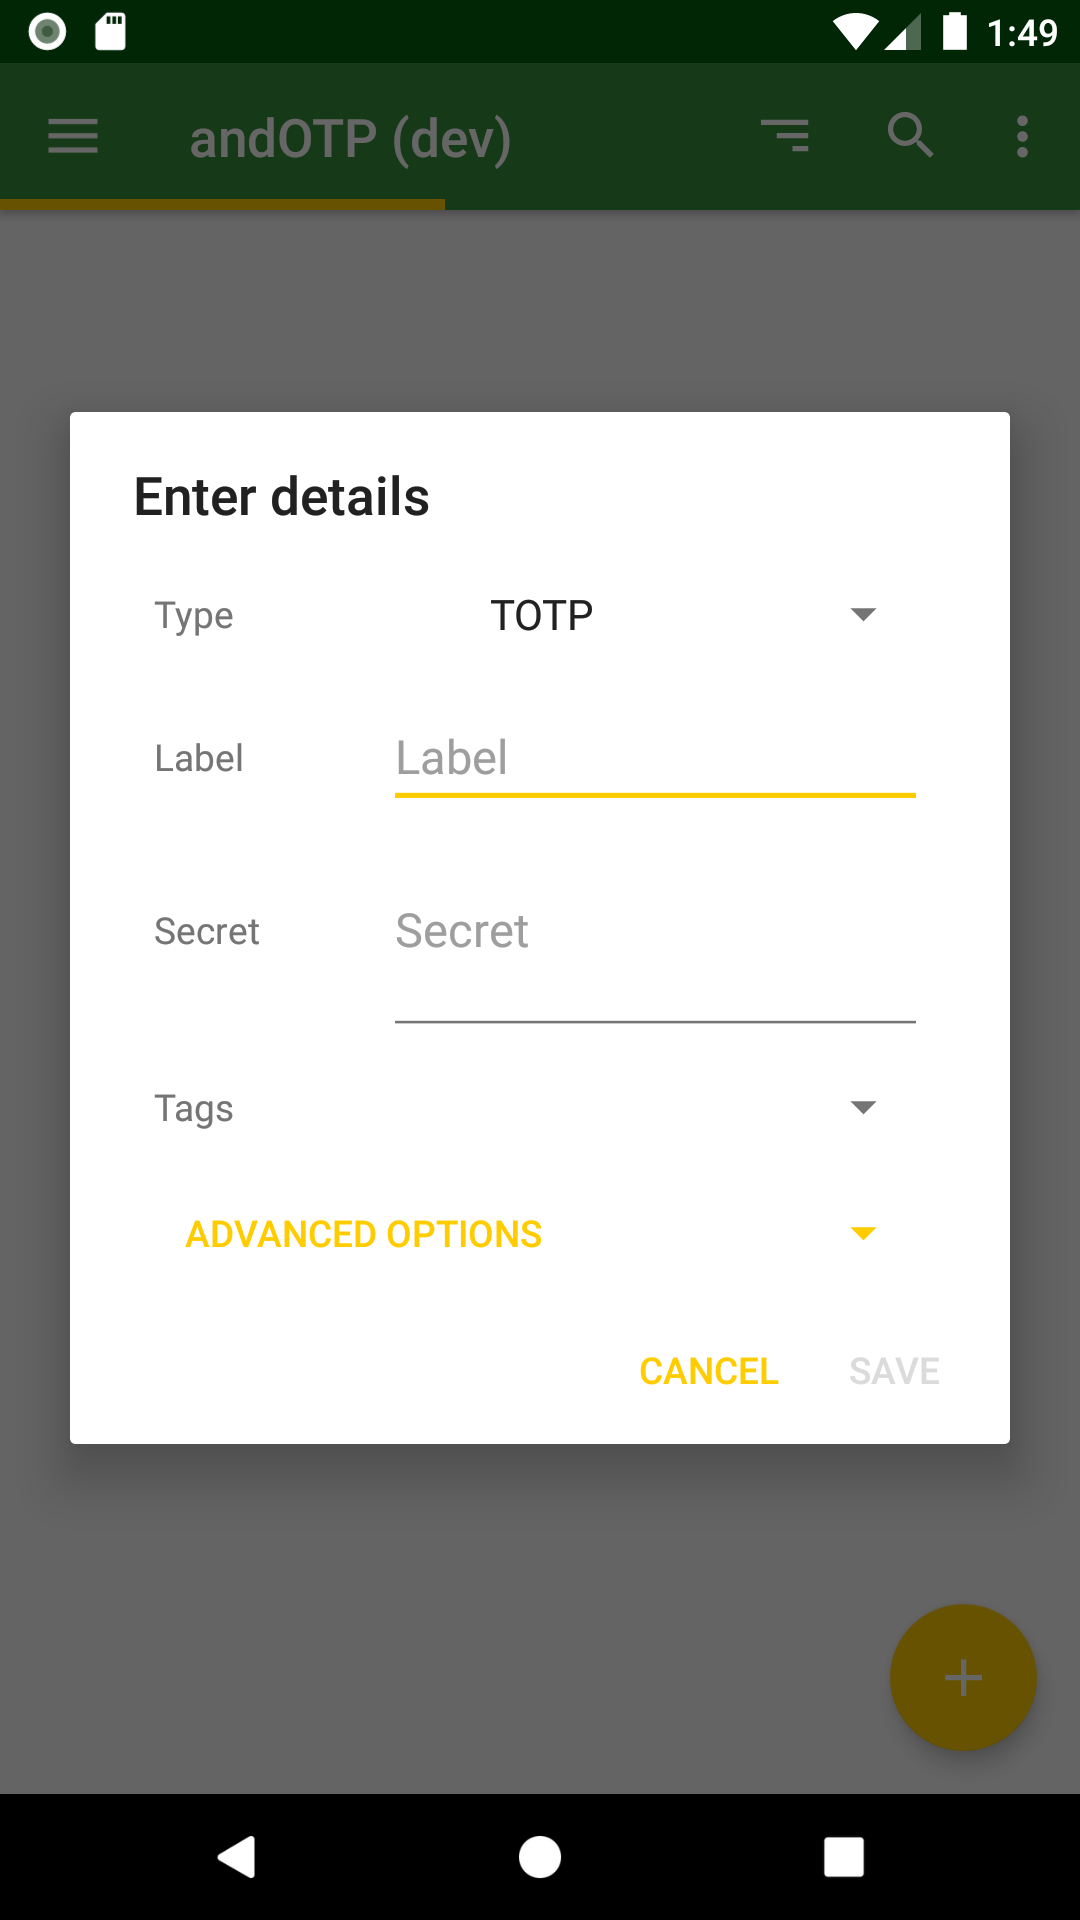 1:49
andOTP (dev)
Enter details
Type TOTP
Label Label
Secret Secret
Tags
ADVANCED OPTIONS
CANCEL SAVE